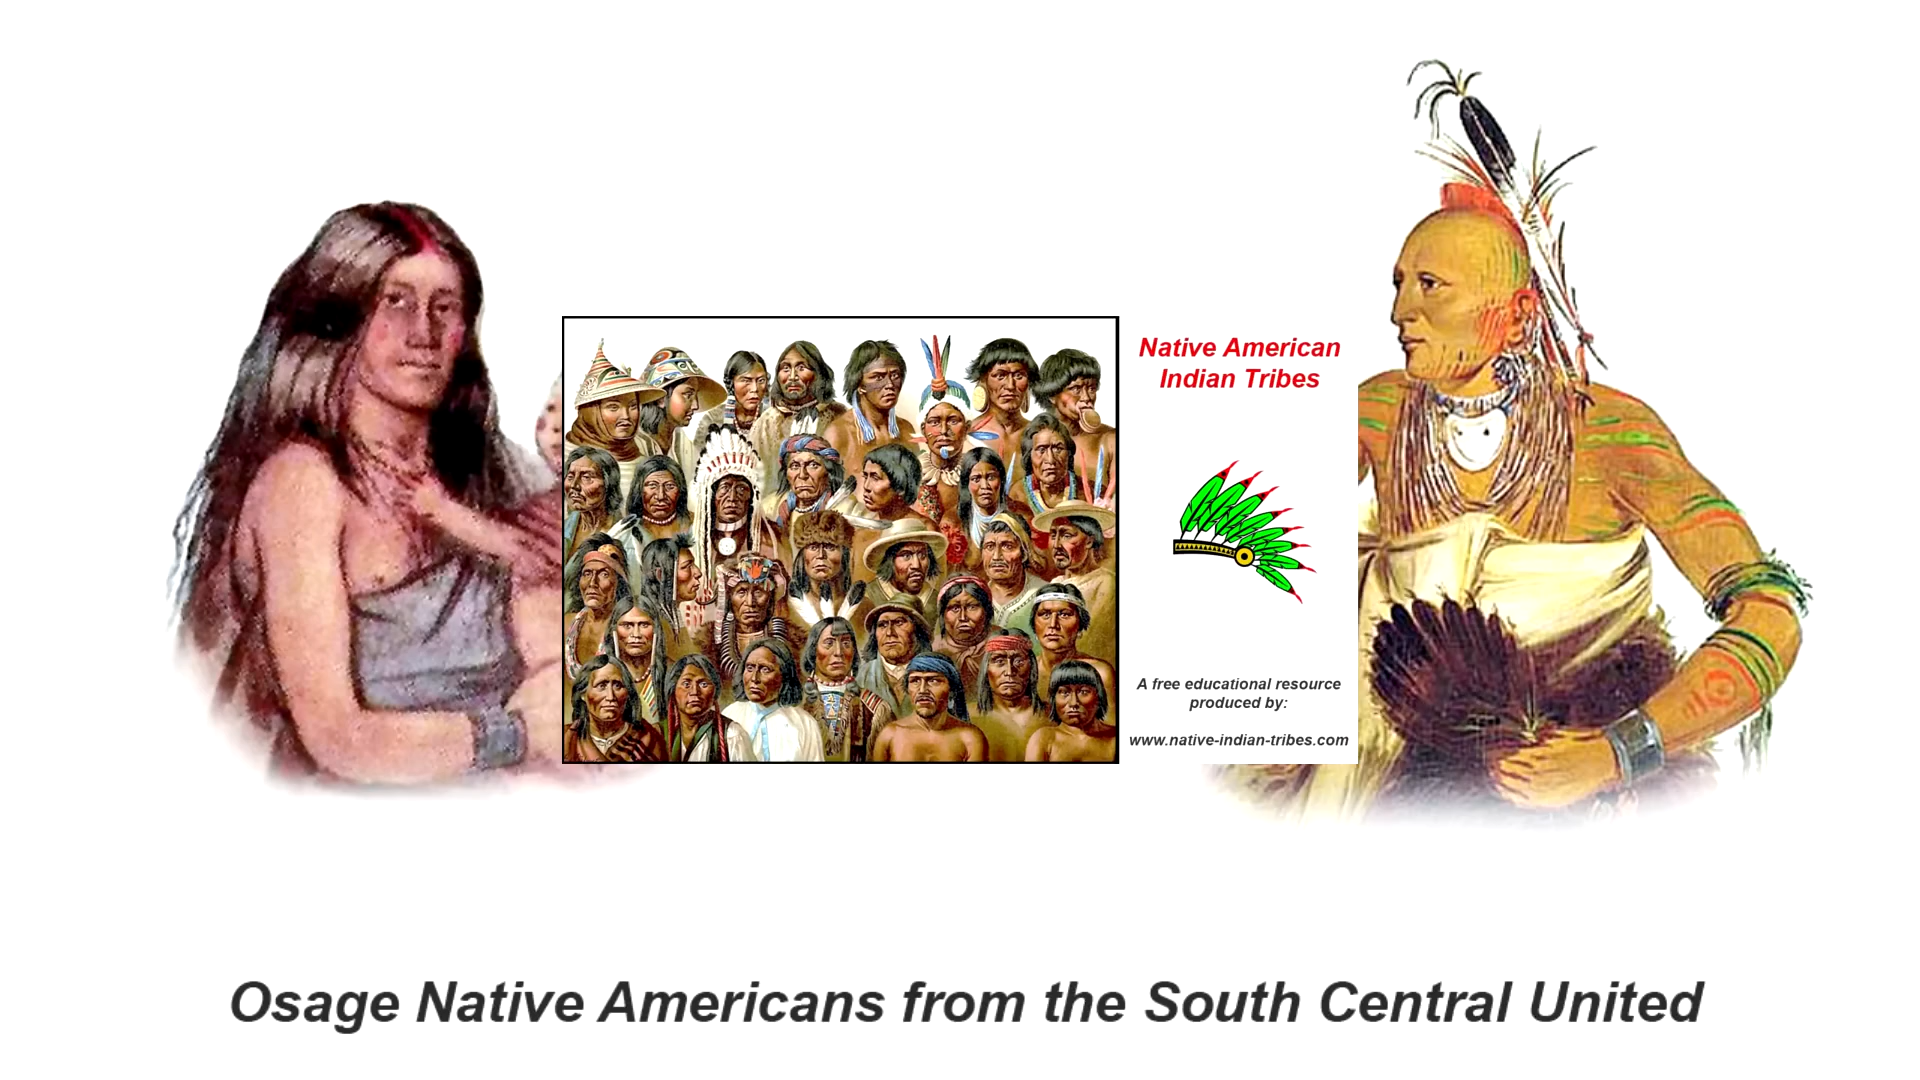 Native American
Indian Tribes
A free educational resource
produced by:
www.native-indian-tribes.com
Osage Native Americans from the South Central United